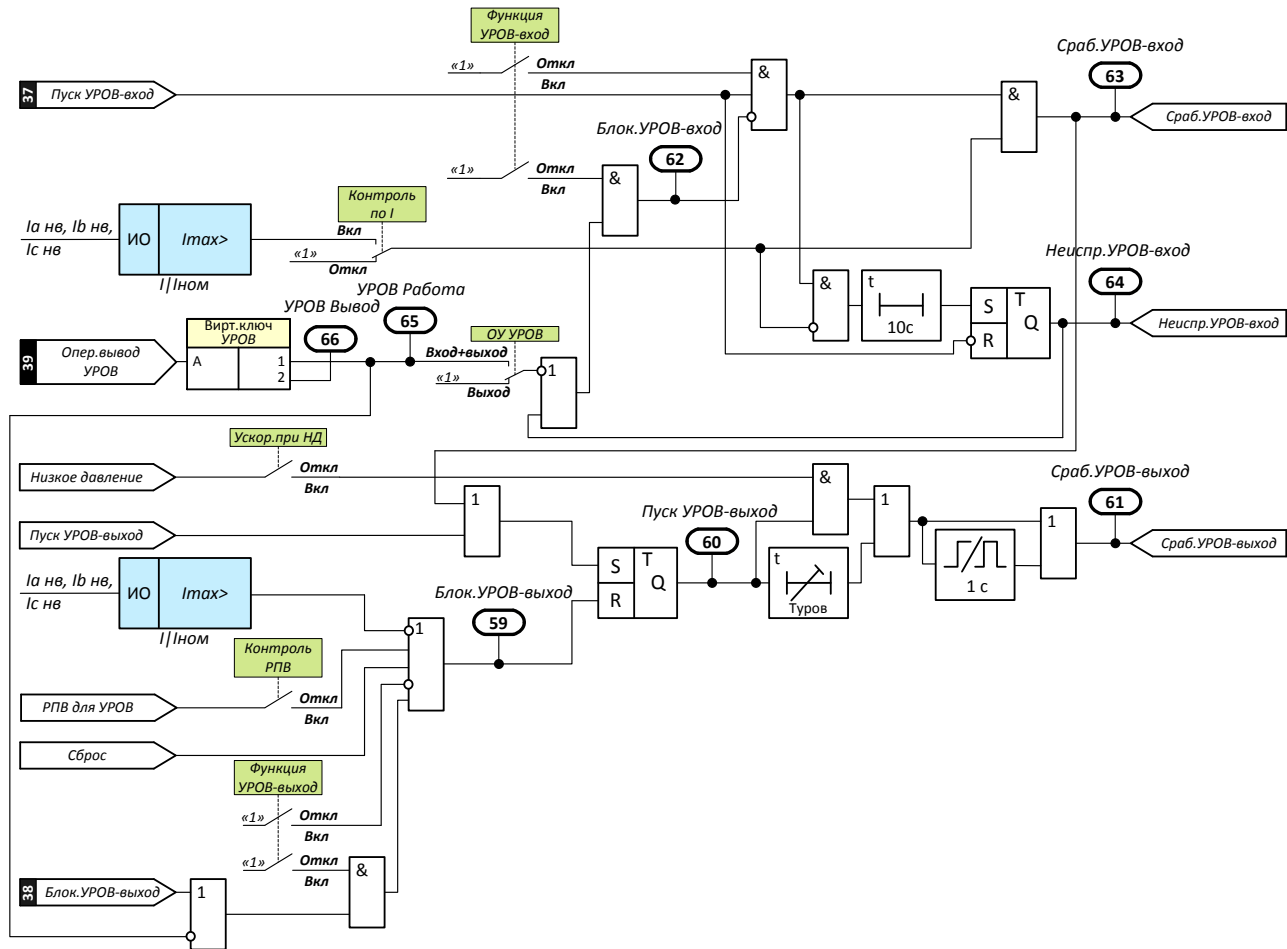 Функция
УРОВ-вход
«1»
Откл
Вкл
37
Пуск УРОВ-вход
&
&
Сраб.УРОВ-вход
63
Сраб.УРОВ-вход
Блок.УРОВ-вход
62
«1»
Откл
Вкл
&
Контроль
по I
Ia нв, Ib нв,
Ic нв
ИО
Imax>
I|Iном
Вкл
«1»
Откл
Неиспр.УРОВ-вход
64
&
t
10с
S
T
Q
R
Неиспр.УРОВ-вход
УРОВ Работа
УРОВ Вывод
65
66
39
Опер.вывод
УРОВ
Вирт.ключ
УРОВ
A
1
2
ОУ УРОВ
Вход+выход
«1»
Выход
1
Ускор.при НД
Низкое давление
Откл
Вкл
1
Пуск УРОВ-выход
&
1
Сраб.УРОВ-выход
61
1
Сраб.УРОВ-выход
1 с
Пуск УРОВ-выход
60
S
T
Q
R
t
Туров
Ia нв, Ib нв,
Ic нв
ИО
Imax>
I|Iном
Блок.УРОВ-выход
59
1
Контроль
РПВ
РПВ для УРОВ
Откл
Вкл
Сброс
Функция
УРОВ-выход
«1»
Откл
Вкл
«1»
Откл
Вкл
&
38
Блок.УРОВ-выход
1